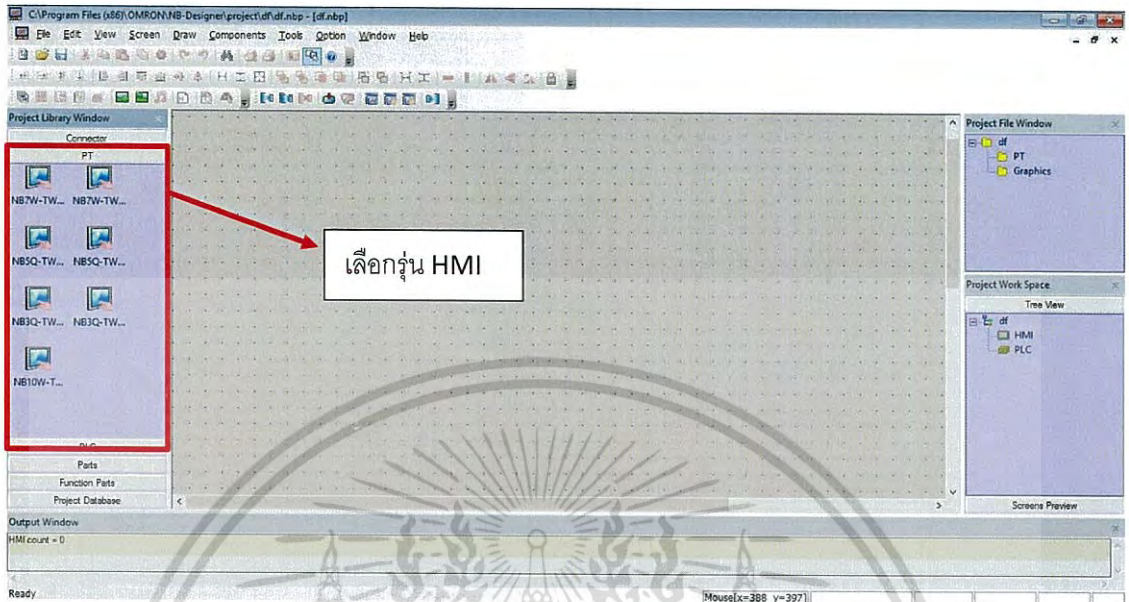 C:\Program Files (x86)\OMRON\NB-Designer\project\df\df.nbp - [df.nbp]
File Edit View Screen Draw Components Tools Option Window Help
Project Library Window
Connector
PT
NB7W-TW... NB7W-TW...
NB5Q-TW... NB5Q-TW...
NB3Q-TW... NB3Q-TW...
NB10W-T...
PLC
Parts
Function Parts
Project Database
เลือกรุ่น HMI
Project File Window
df
PT
Graphics
Project Work Space
Tree View
df
HMI
PLC
Screens Preview
Output Window
HMI count = 0
Ready
Mouse[x=388 y=397]